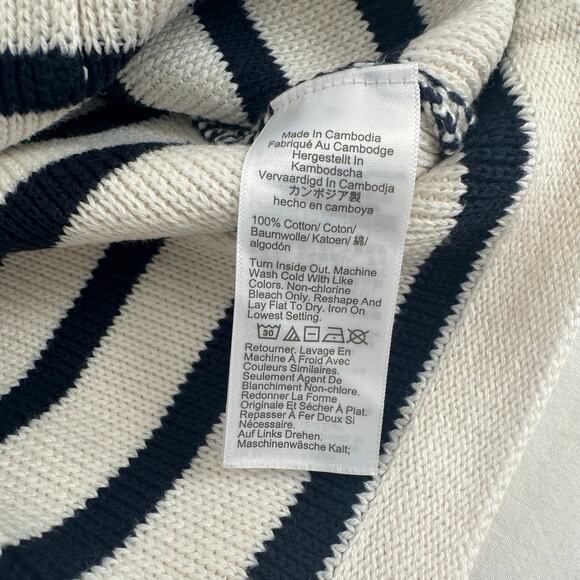 Made In Cambodia
Fabriqué Au Cambodge
Hergestellt In
Kambodscha
Vervaardigd In Cambodja
カンボジア製
hecho en camboya
100% Cotton/ Coton/
Baumwolle/ Katoen/ 綿/
algodón
Turn Inside Out. Machine
Wash Cold With Like
Colors. Non-chlorine
Bleach Only. Reshape And
Lay Flat To Dry. Iron On
Lowest Setting.
30
Retourner. Lavage En
Machine À Froid Avec
Couleurs Similaires.
Seulement Agent De
Blanchiment Non-chlore.
Redonner La Forme
Originale Et Sécher À Plat.
Repasser À Fer Doux Si
Nécessaire.
Auf Links Drehen.
Maschinenwäsche Kalt;